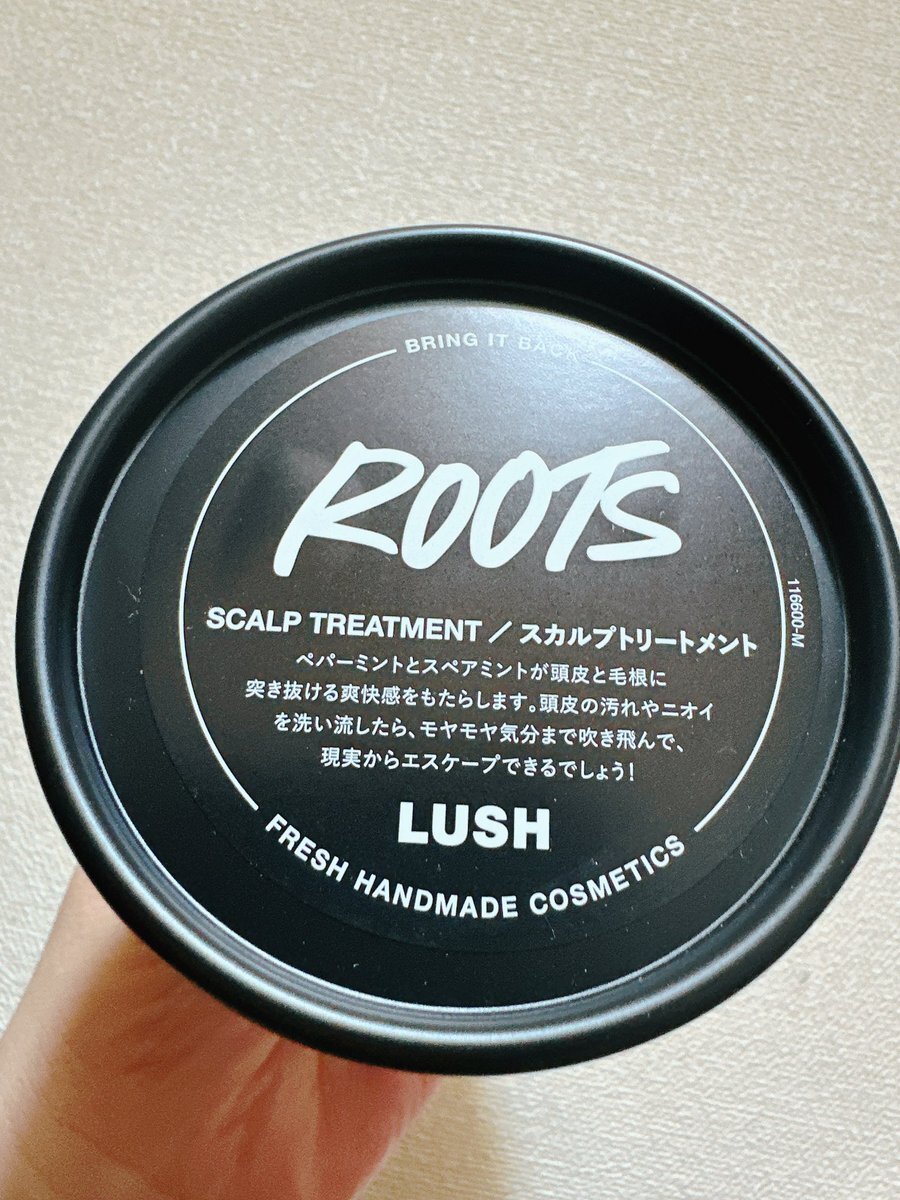 BRING IT BACK
ROOTS
SCALP TREATMENT / スカルプトリートメント
ペパーミントとスペアミントが頭皮と毛根に
突き抜ける爽快感をもたらします。頭皮の汚れやニオイ
を洗い流したら、モヤモヤ気分まで吹き飛んで、
現実からエスケープできるでしょう!
LUSH
FRESH HANDMADE COSMETICS
116600-M